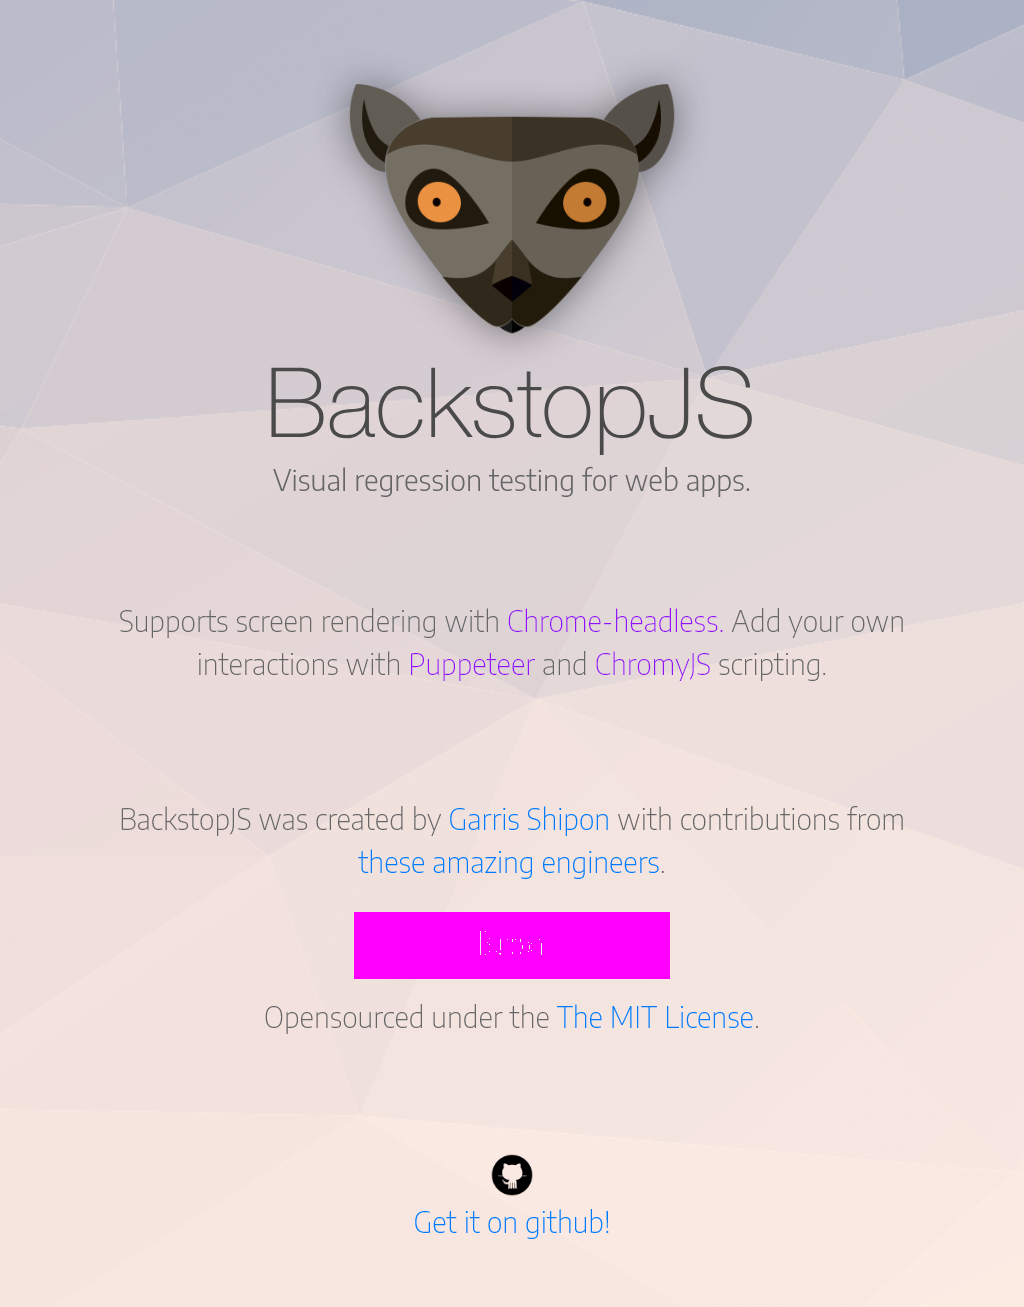 BackstopJS
Visual regression testing for web apps.
Supports screen rendering with Chrome-headless. Add your own
interactions with Puppeteer and ChromyJS scripting.
BackstopJS was created by Garris Shipon with contributions from
these amazing engineers.
Button
Opensourced under the The MIT License.
Get it on github!